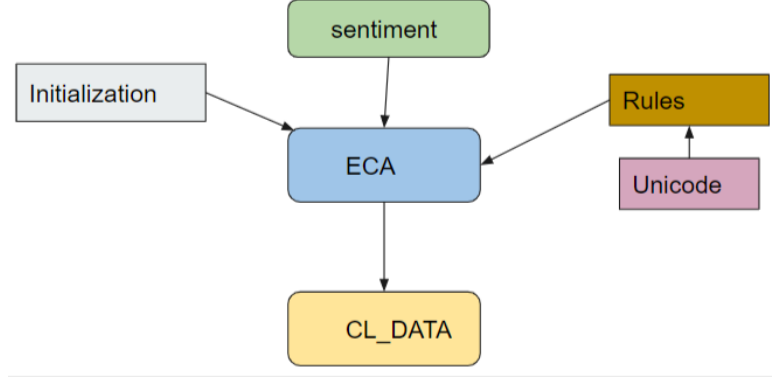 sentiment
Initialization
Rules
ECA
Unicode
CL_DATA